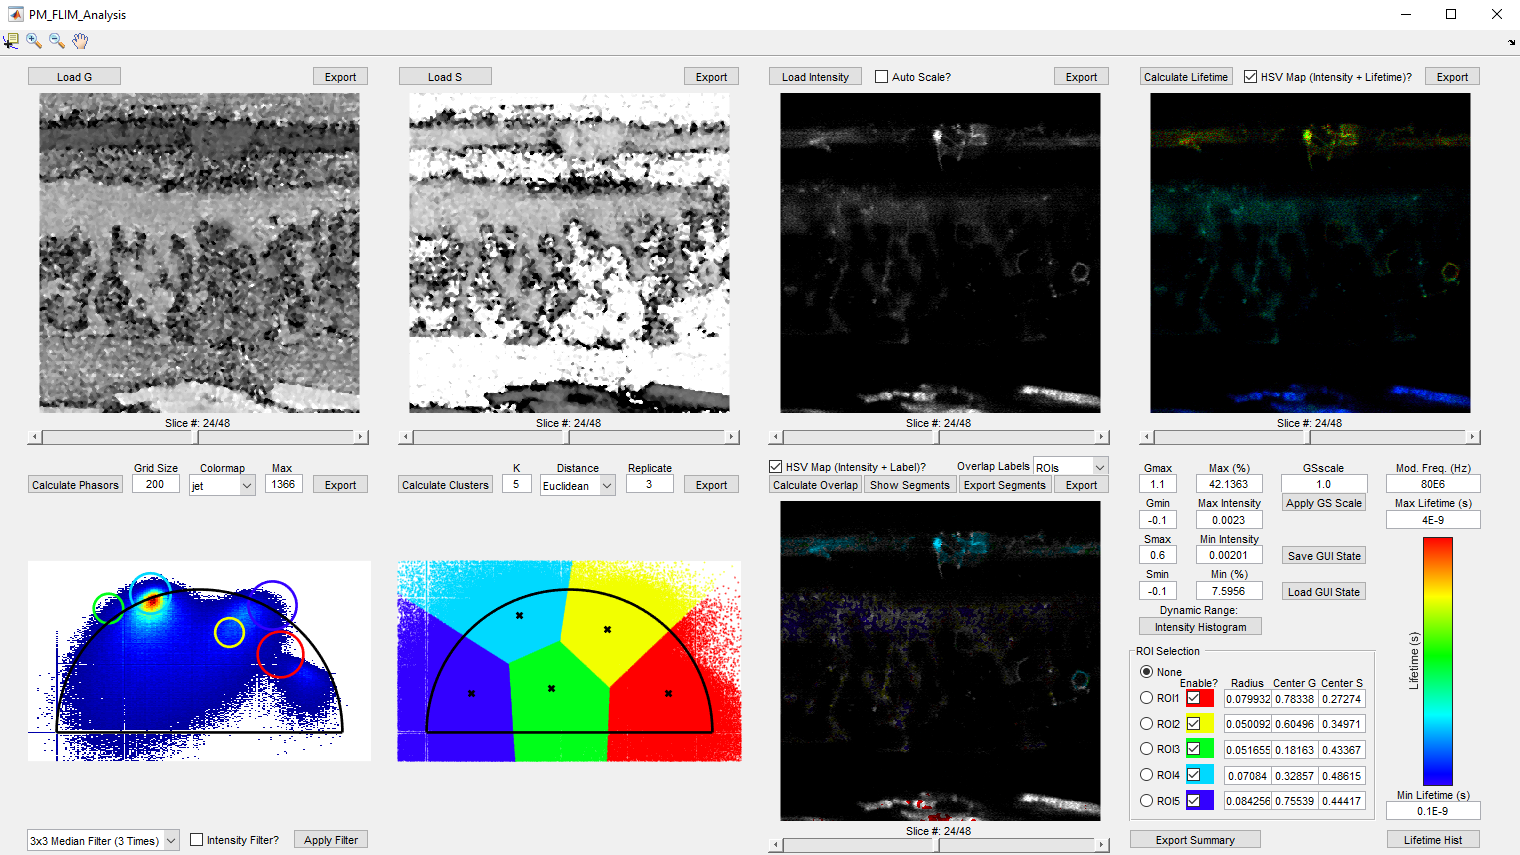 PM_FLIM_Analysis
Load G
Export
Load S
Export
Load Intensity
Auto Scale?
Export
Calculate Lifetime
HSV Map (Intensity + Lifetime)?
Export
Slice #: 24/48
Slice #: 24/48
Slice #: 24/48
Slice #: 24/48
Calculate Phasors
Grid Size
200
Colormap
jet
Max
1366
Export
Calculate Clusters
K
5
Distance
Euclidean
Replicate
3
Export
HSV Map (Intensity + Label)?
Overlap Labels
ROIs
Calculate Overlap
Show Segments
Export Segments
Export
Gmax
1.1
Max (%)
42.1363
GSscale
1.0
Mod. Freq. (Hz)
80E6
Gmin
-0.1
Max Intensity
0.0023
Apply GS Scale
Max Lifetime (s)
4E-9
Smax
0.6
Min Intensity
0.00201
Save GUI State
Smin
-0.1
Min (%)
7.5956
Load GUI State
Phasors Dynamic Range:
Intensity Histogram
ROI Selection
None
Enable?
Radius
Center G
Center S
ROI1
0.079932
0.78338
0.27274
ROI2
0.050092
0.60496
0.34971
ROI3
0.051655
0.18163
0.43367
ROI4
0.07084
0.32857
0.48615
ROI5
0.084256
0.75539
0.44417
Lifetime (s)
Min Lifetime (s)
0.1E-9
3x3 Median Filter (3 Times)
Intensity Filter?
Apply Filter
Slice #: 24/48
Export Summary
Lifetime Hist